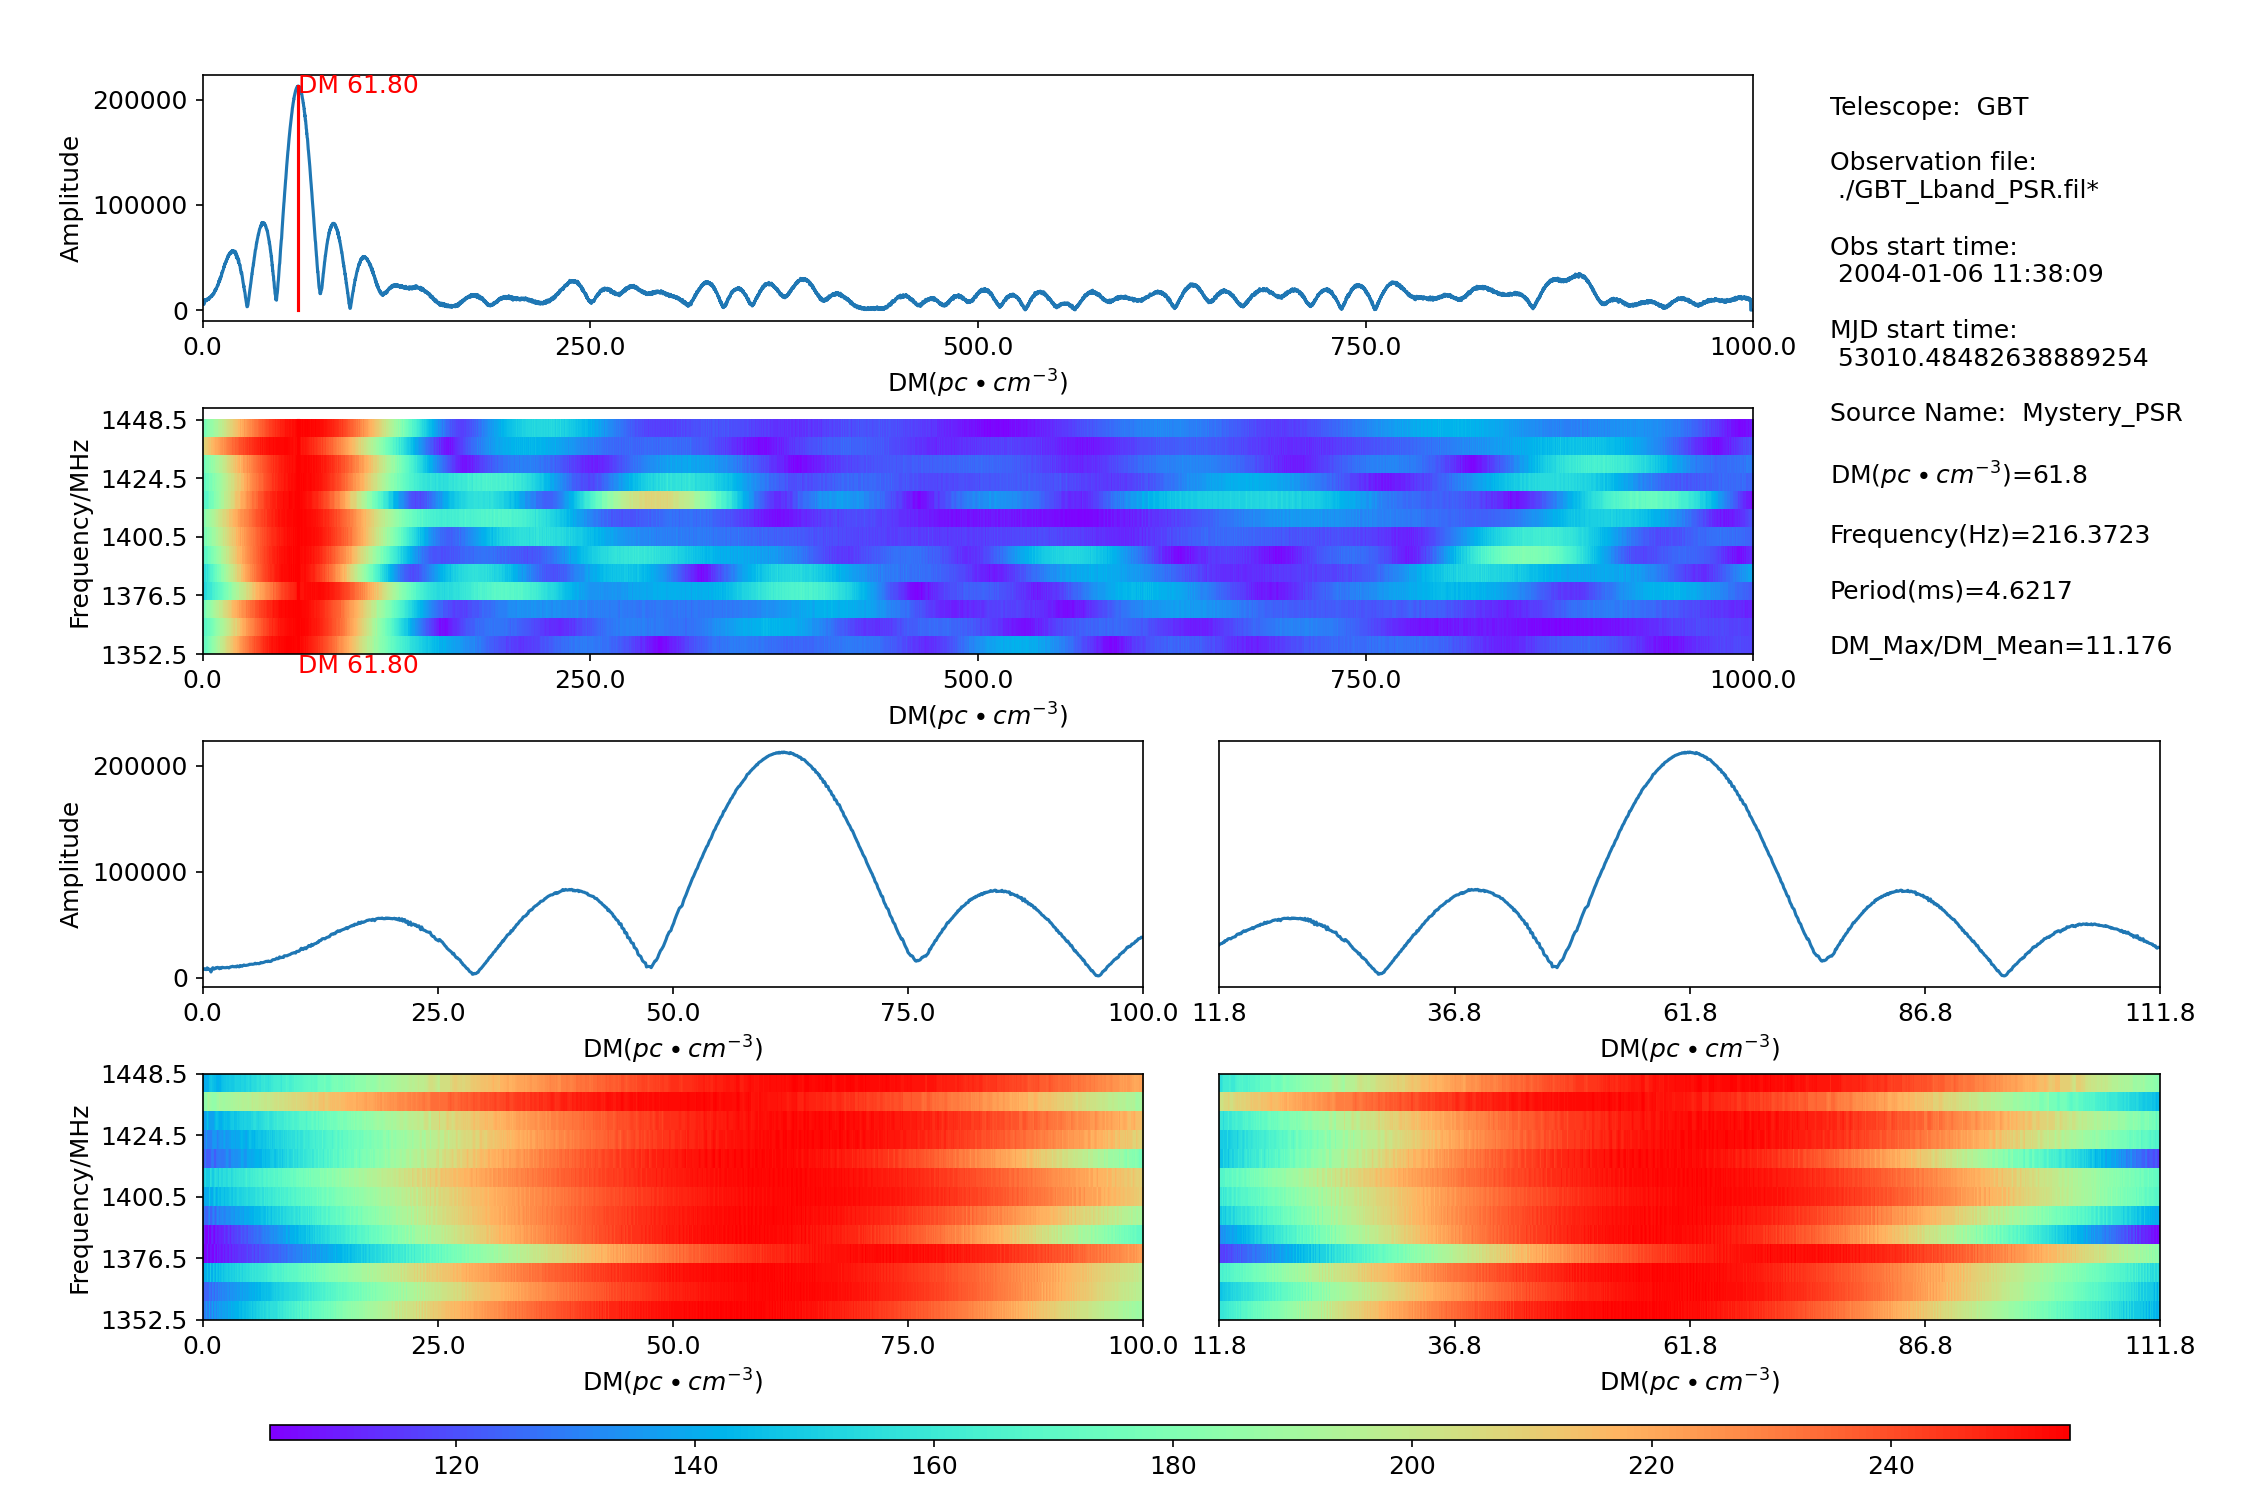 DM 61.80
200000
100000
0
Amplitude
0.0 250.0 500.0 750.0 1000.0
DM(pc • cm⁻³)
Telescope:  GBT
Observation file:
./GBT_Lband_PSR.fil*
Obs start time:
2004-01-06 11:38:09
MJD start time:
53010.48482638889254
Source Name:  Mystery_PSR
DM(pc • cm⁻³)=61.8
Frequency(Hz)=216.3723
Period(ms)=4.6217
DM_Max/DM_Mean=11.176
1448.5
1424.5
1400.5
1376.5
1352.5
Frequency/MHz
DM 61.80
0.0 250.0 500.0 750.0 1000.0
DM(pc • cm⁻³)
200000
100000
0
Amplitude
0.0 25.0 50.0 75.0 100.0
DM(pc • cm⁻³)
11.8 36.8 61.8 86.8 111.8
DM(pc • cm⁻³)
1448.5
1424.5
1400.5
1376.5
1352.5
Frequency/MHz
0.0 25.0 50.0 75.0 100.0
DM(pc • cm⁻³)
11.8 36.8 61.8 86.8 111.8
DM(pc • cm⁻³)
120 140 160 180 200 220 240